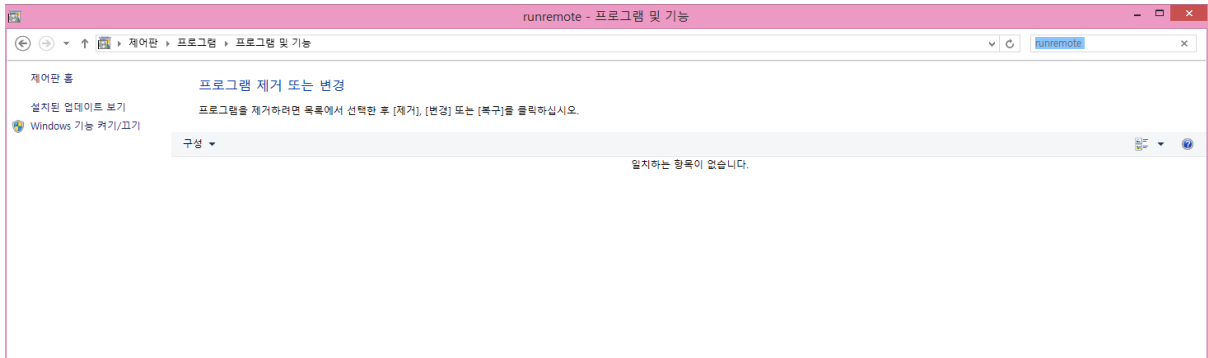 runremote - 프로그램 및 기능
제어판 프로그램 프로그램 및 기능
runremote
제어판 홈
설치된 업데이트 보기
Windows 기능 켜기/끄기
프로그램 제거 또는 변경
프로그램을 제거하려면 목록에서 선택한 후 [제거], [변경] 또는 [복구]를 클릭하십시오.
구성
일치하는 항목이 없습니다.